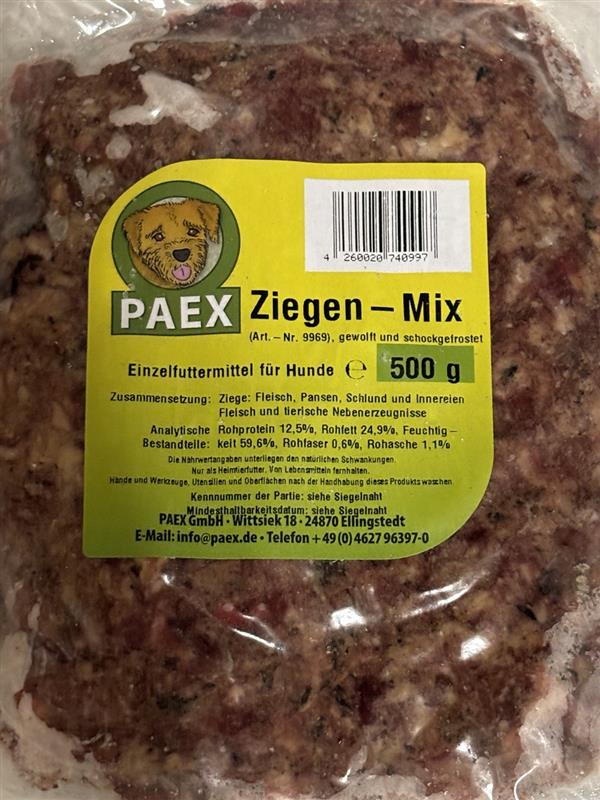 4 260020 740997
PAEX Ziegen – Mix
(Art. – Nr. 9969), gewolft und schockgefrostet
Einzelfuttermittel für Hunde ℮ 500 g
Zusammensetzung: Ziege: Fleisch, Pansen, Schlund und Innereien
Fleisch und tierische Nebenerzeugnisse
Analytische Rohprotein 12,5%, Rohfett 24,9%, Feuchtig –
Bestandteile: keit 59,6%, Rohfaser 0,6%, Rohasche 1,1%
Die Nährwertangaben unterliegen den natürlichen Schwankungen.
Nur als Heimtierfutter. Von Lebensmitteln fernhalten.
Hände und Werkzeuge, Utensilien und Oberflächen nach der Handhabung dieses Produkts waschen
Kennnummer der Partie: siehe Siegelnaht
Mindesthaltbarkeitsdatum: siehe Siegelnaht
PAEX GmbH · Wittsiek 18 · 24870 Ellingstedt
E-Mail: info@paex.de · Telefon +49 (0) 4627 96397-0